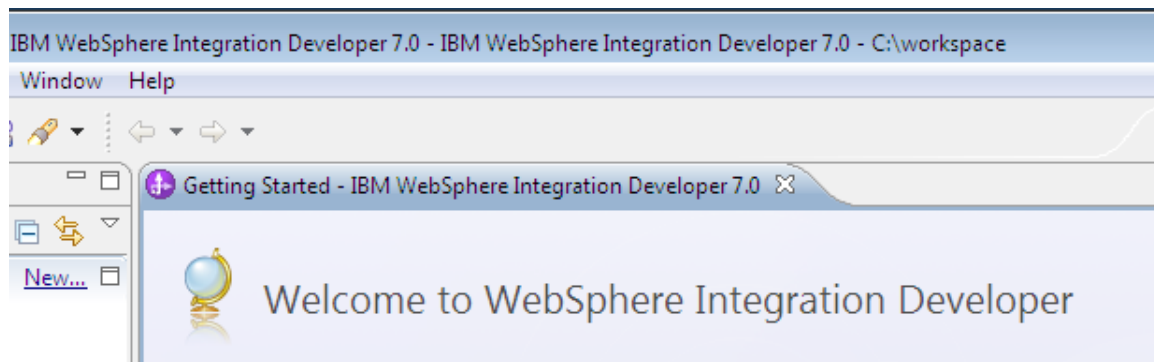 IBM WebSphere Integration Developer 7.0 - IBM WebSphere Integration Developer 7.0 - C:\workspace
Window Help
Getting Started - IBM WebSphere Integration Developer 7.0
New...
Welcome to WebSphere Integration Developer